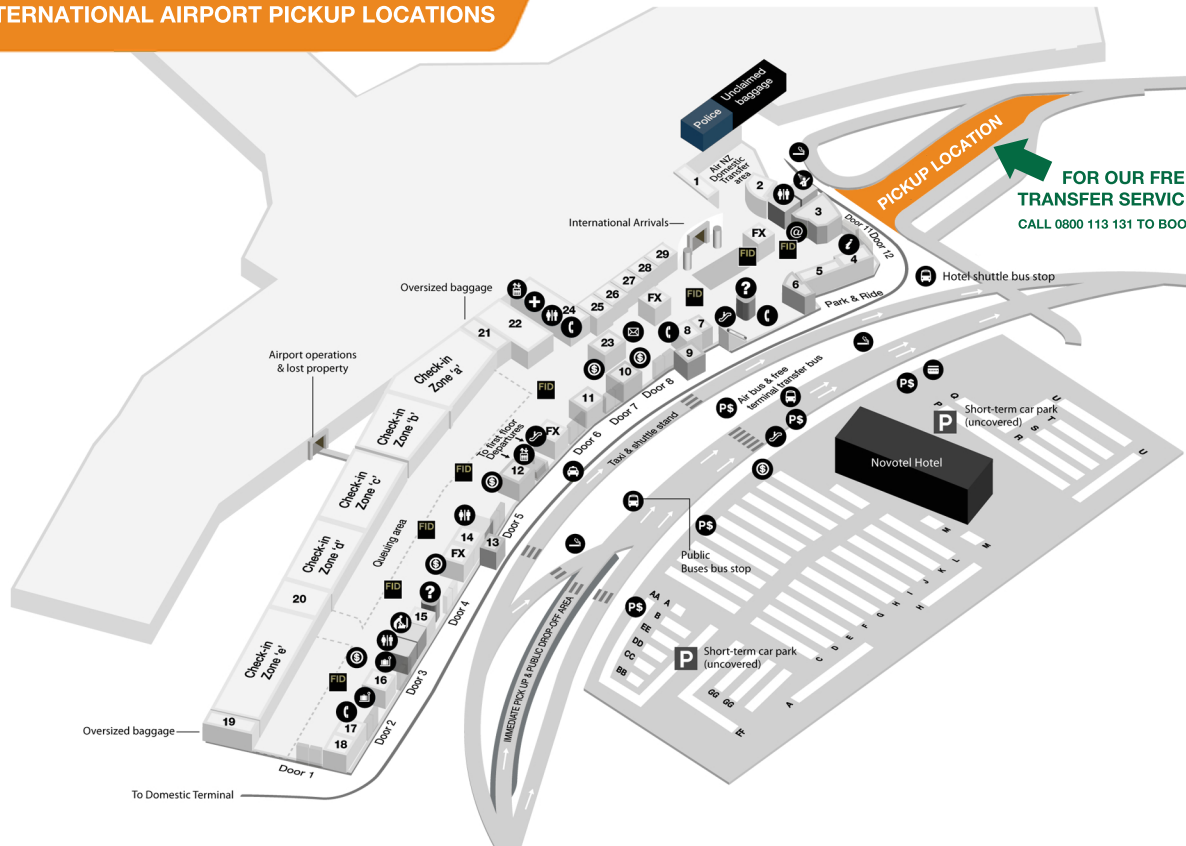 TERNATIONAL AIRPORT PICKUP LOCATIONS
Unclaimed
baggage
Police
PICKUP LOCATION
FOR OUR FRE
TRANSFER SERVIC
CALL 0800 113 131 TO BOO
1
Air NZ
Domestic
Transfer
area
2
3
International Arrivals
FX
@
Door 11
Door 12
FID
FID
i
4
5
6
29
28
27
26
25
24
Hotel shuttle bus stop
Oversized baggage
FX
FID
?
Park & Ride
21
22
23
7
8
9
10
11
Airport operations
& lost property
Check-in
Zone 'a'
$
$
Door 8
Door 7
Door 6
FID
Air bus & free
terminal transfer bus
P$
P$
P$
Taxi & shuttle stand
Check-in
Zone 'b'
To first floor
Departures
FX
12
FID
$
$
P
Short-term car park
(uncovered)
Q
P
R
S
T
U
U
Novotel Hotel
Check-in
Zone 'c'
Queuing area
Door 5
13
14
FX
FID
$
P$
Public
Buses bus stop
Check-in
Zone 'd'
FID
?
15
Door 4
20
P$
AA
A
B
EE
DD
CC
BB
P
Short-term car park
(uncovered)
M
M
L
K
J
I
H
H
G
F
E
D
C
A
GG
GG
FF
Check-in
Zone 'e'
$
FID
16
Door 3
IMMEDIATE PICK UP & PUBLIC DROP-OFF AREA
19
17
18
Door 2
Oversized baggage
Door 1
To Domestic Terminal